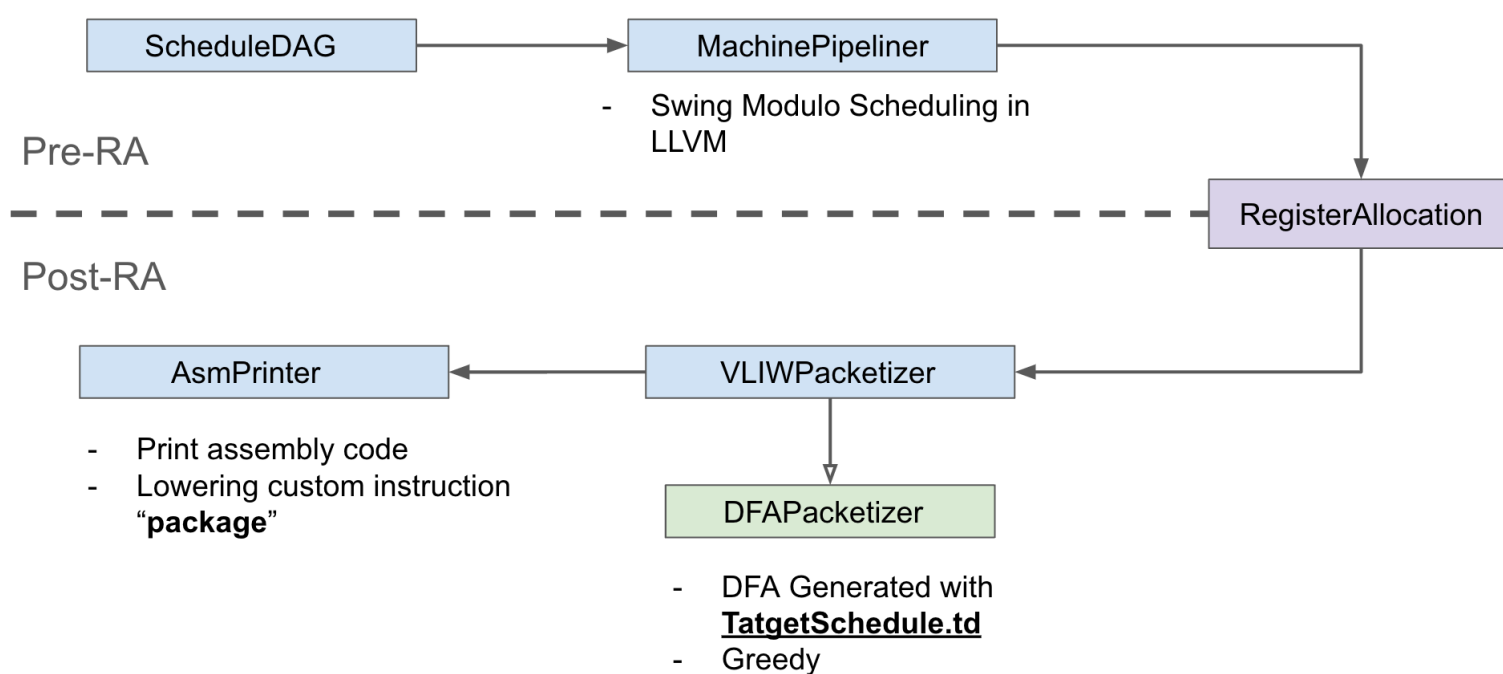 ScheduleDAG
MachinePipeliner
- Swing Modulo Scheduling in
LLVM
Pre-RA
RegisterAllocation
Post-RA
AsmPrinter
VLIWPacketizer
- Print assembly code
- Lowering custom instruction
“package”
DFAPacketizer
- DFA Generated with
TatgetSchedule.td
- Greedy